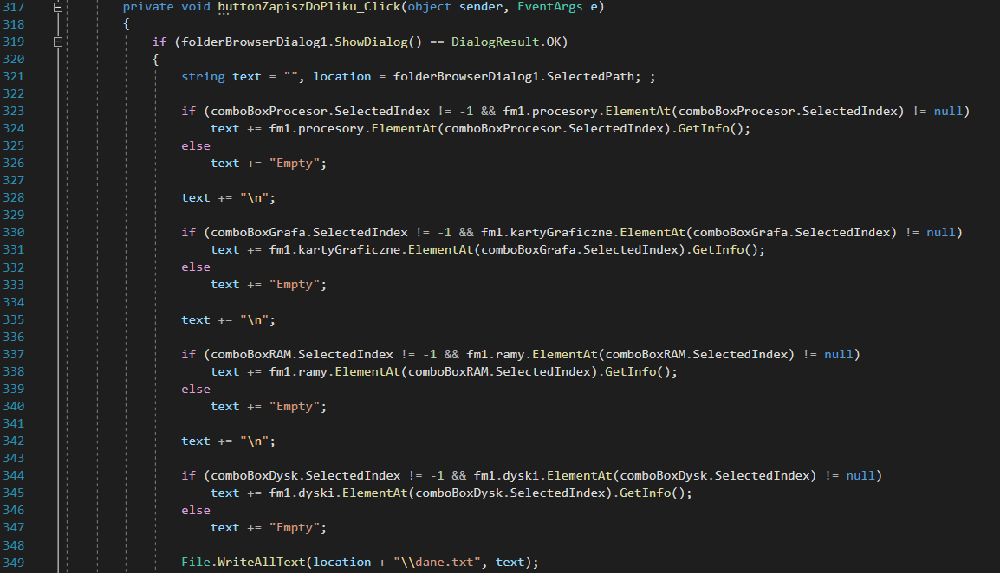 317 private void buttonZapiszDoPliku_Click(object sender, EventArgs e)
318 {
319 if (folderBrowserDialog1.ShowDialog() == DialogResult.OK)
320 {
321 string text = "", location = folderBrowserDialog1.SelectedPath; ;
322
323 if (comboBoxProcesor.SelectedIndex != -1 && fm1.procesory.ElementAt(comboBoxProcesor.SelectedIndex) != null)
324 text += fm1.procesory.ElementAt(comboBoxProcesor.SelectedIndex).GetInfo();
325 else
326 text += "Empty";
327
328 text += "\n";
329
330 if (comboBoxGrafa.SelectedIndex != -1 && fm1.kartyGraficzne.ElementAt(comboBoxGrafa.SelectedIndex) != null)
331 text += fm1.kartyGraficzne.ElementAt(comboBoxGrafa.SelectedIndex).GetInfo();
332 else
333 text += "Empty";
334
335 text += "\n";
336
337 if (comboBoxRAM.SelectedIndex != -1 && fm1.ramy.ElementAt(comboBoxRAM.SelectedIndex) != null)
338 text += fm1.ramy.ElementAt(comboBoxRAM.SelectedIndex).GetInfo();
339 else
340 text += "Empty";
341
342 text += "\n";
343
344 if (comboBoxDysk.SelectedIndex != -1 && fm1.dyski.ElementAt(comboBoxDysk.SelectedIndex) != null)
345 text += fm1.dyski.ElementAt(comboBoxDysk.SelectedIndex).GetInfo();
346 else
347 text += "Empty";
348
349 File.WriteAllText(location + "\\dane.txt", text);